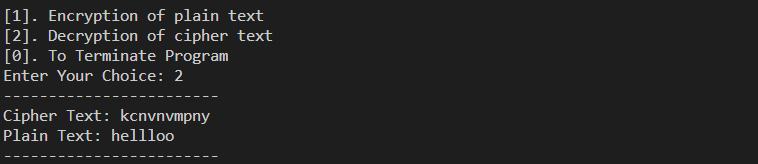 [1]. Encryption of plain text
[2]. Decryption of cipher text
[0]. To Terminate Program
Enter Your Choice: 2
------------------------
Cipher Text: kcnvnvmpny
Plain Text: hellloo
------------------------